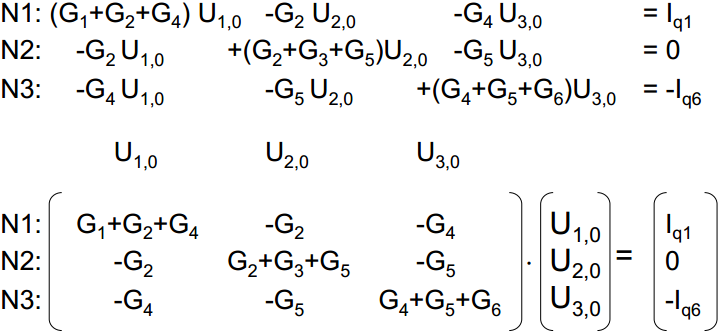 N1: (G₁+G₂+G₄) U₁,₀ -G₂ U₂,₀ -G₄ U₃,₀ = Iq1
N2: -G₂ U₁,₀ +(G₂+G₃+G₅)U₂,₀ -G₅ U₃,₀ = 0
N3: -G₄ U₁,₀ -G₅ U₂,₀ +(G₄+G₅+G₆)U₃,₀ = -Iq6
U₁,₀ U₂,₀ U₃,₀
N1: G₁+G₂+G₄ -G₂ -G₄ U₁,₀ Iq1
N2: -G₂ G₂+G₃+G₅ -G₅ · U₂,₀ = 0
N3: -G₄ -G₅ G₄+G₅+G₆ U₃,₀ -Iq6